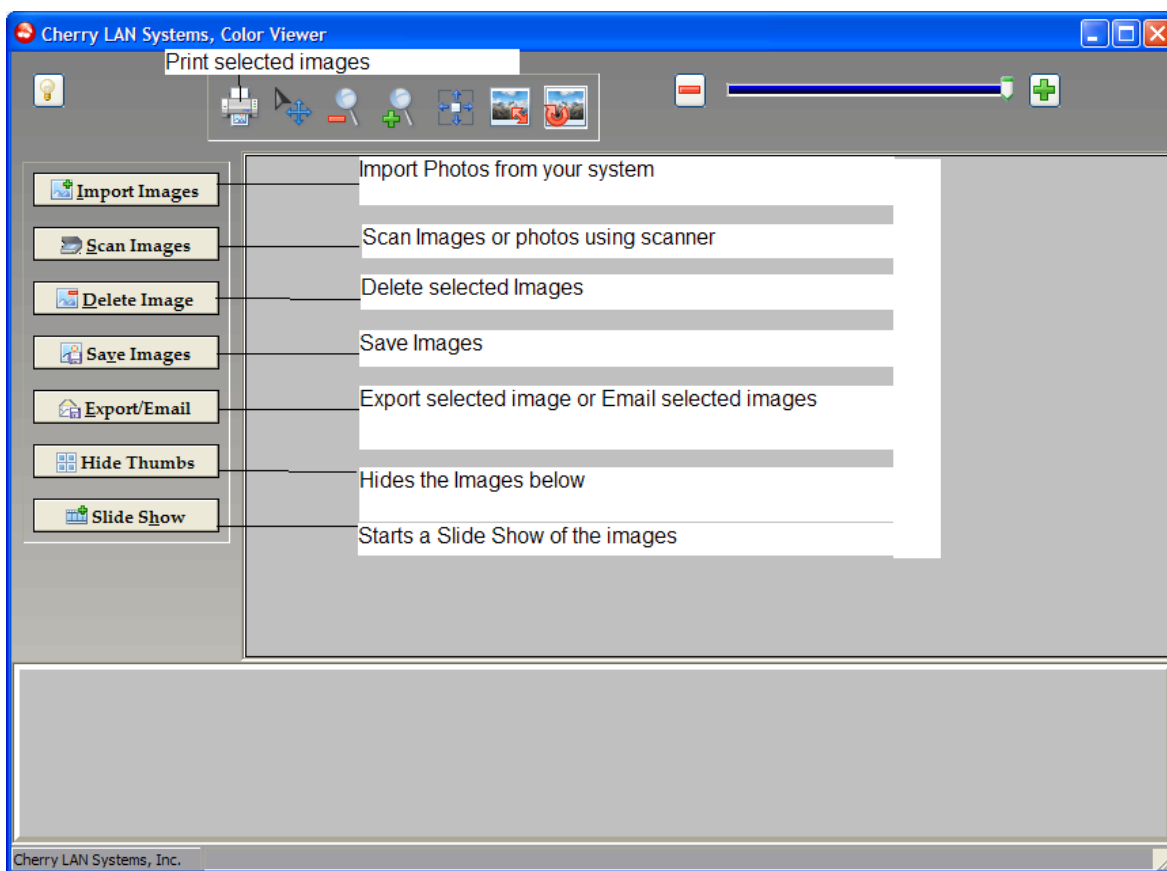 Cherry LAN Systems, Color Viewer
Print selected images
Import Images
Import Photos from your system
Scan Images
Scan Images or photos using scanner
Delete Image
Delete selected Images
Save Images
Save Images
Export/Email
Export selected image or Email selected images
Hide Thumbs
Hides the Images below
Slide Show
Starts a Slide Show of the images
Cherry LAN Systems, Inc.